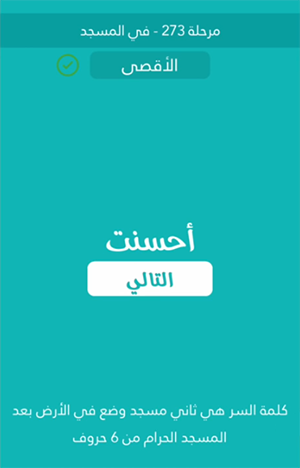 مرحلة 273 - في المسجد
الأقصى
أحسنت
التالي
كلمة السر هي ثاني مسجد وضع في الأرض بعد
المسجد الحرام من 6 حروف